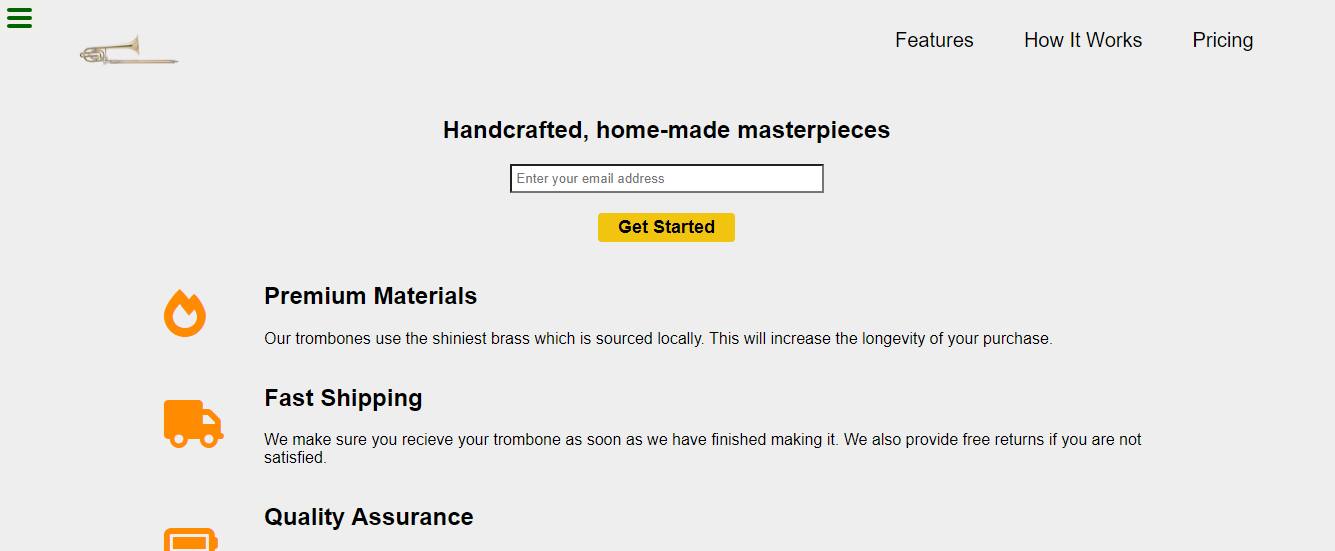 Features How It Works Pricing
Handcrafted, home-made masterpieces
Enter your email address
Get Started
Premium Materials
Our trombones use the shiniest brass which is sourced locally. This will increase the longevity of your purchase.
Fast Shipping
We make sure you recieve your trombone as soon as we have finished making it. We also provide free returns if you are not
satisfied.
Quality Assurance